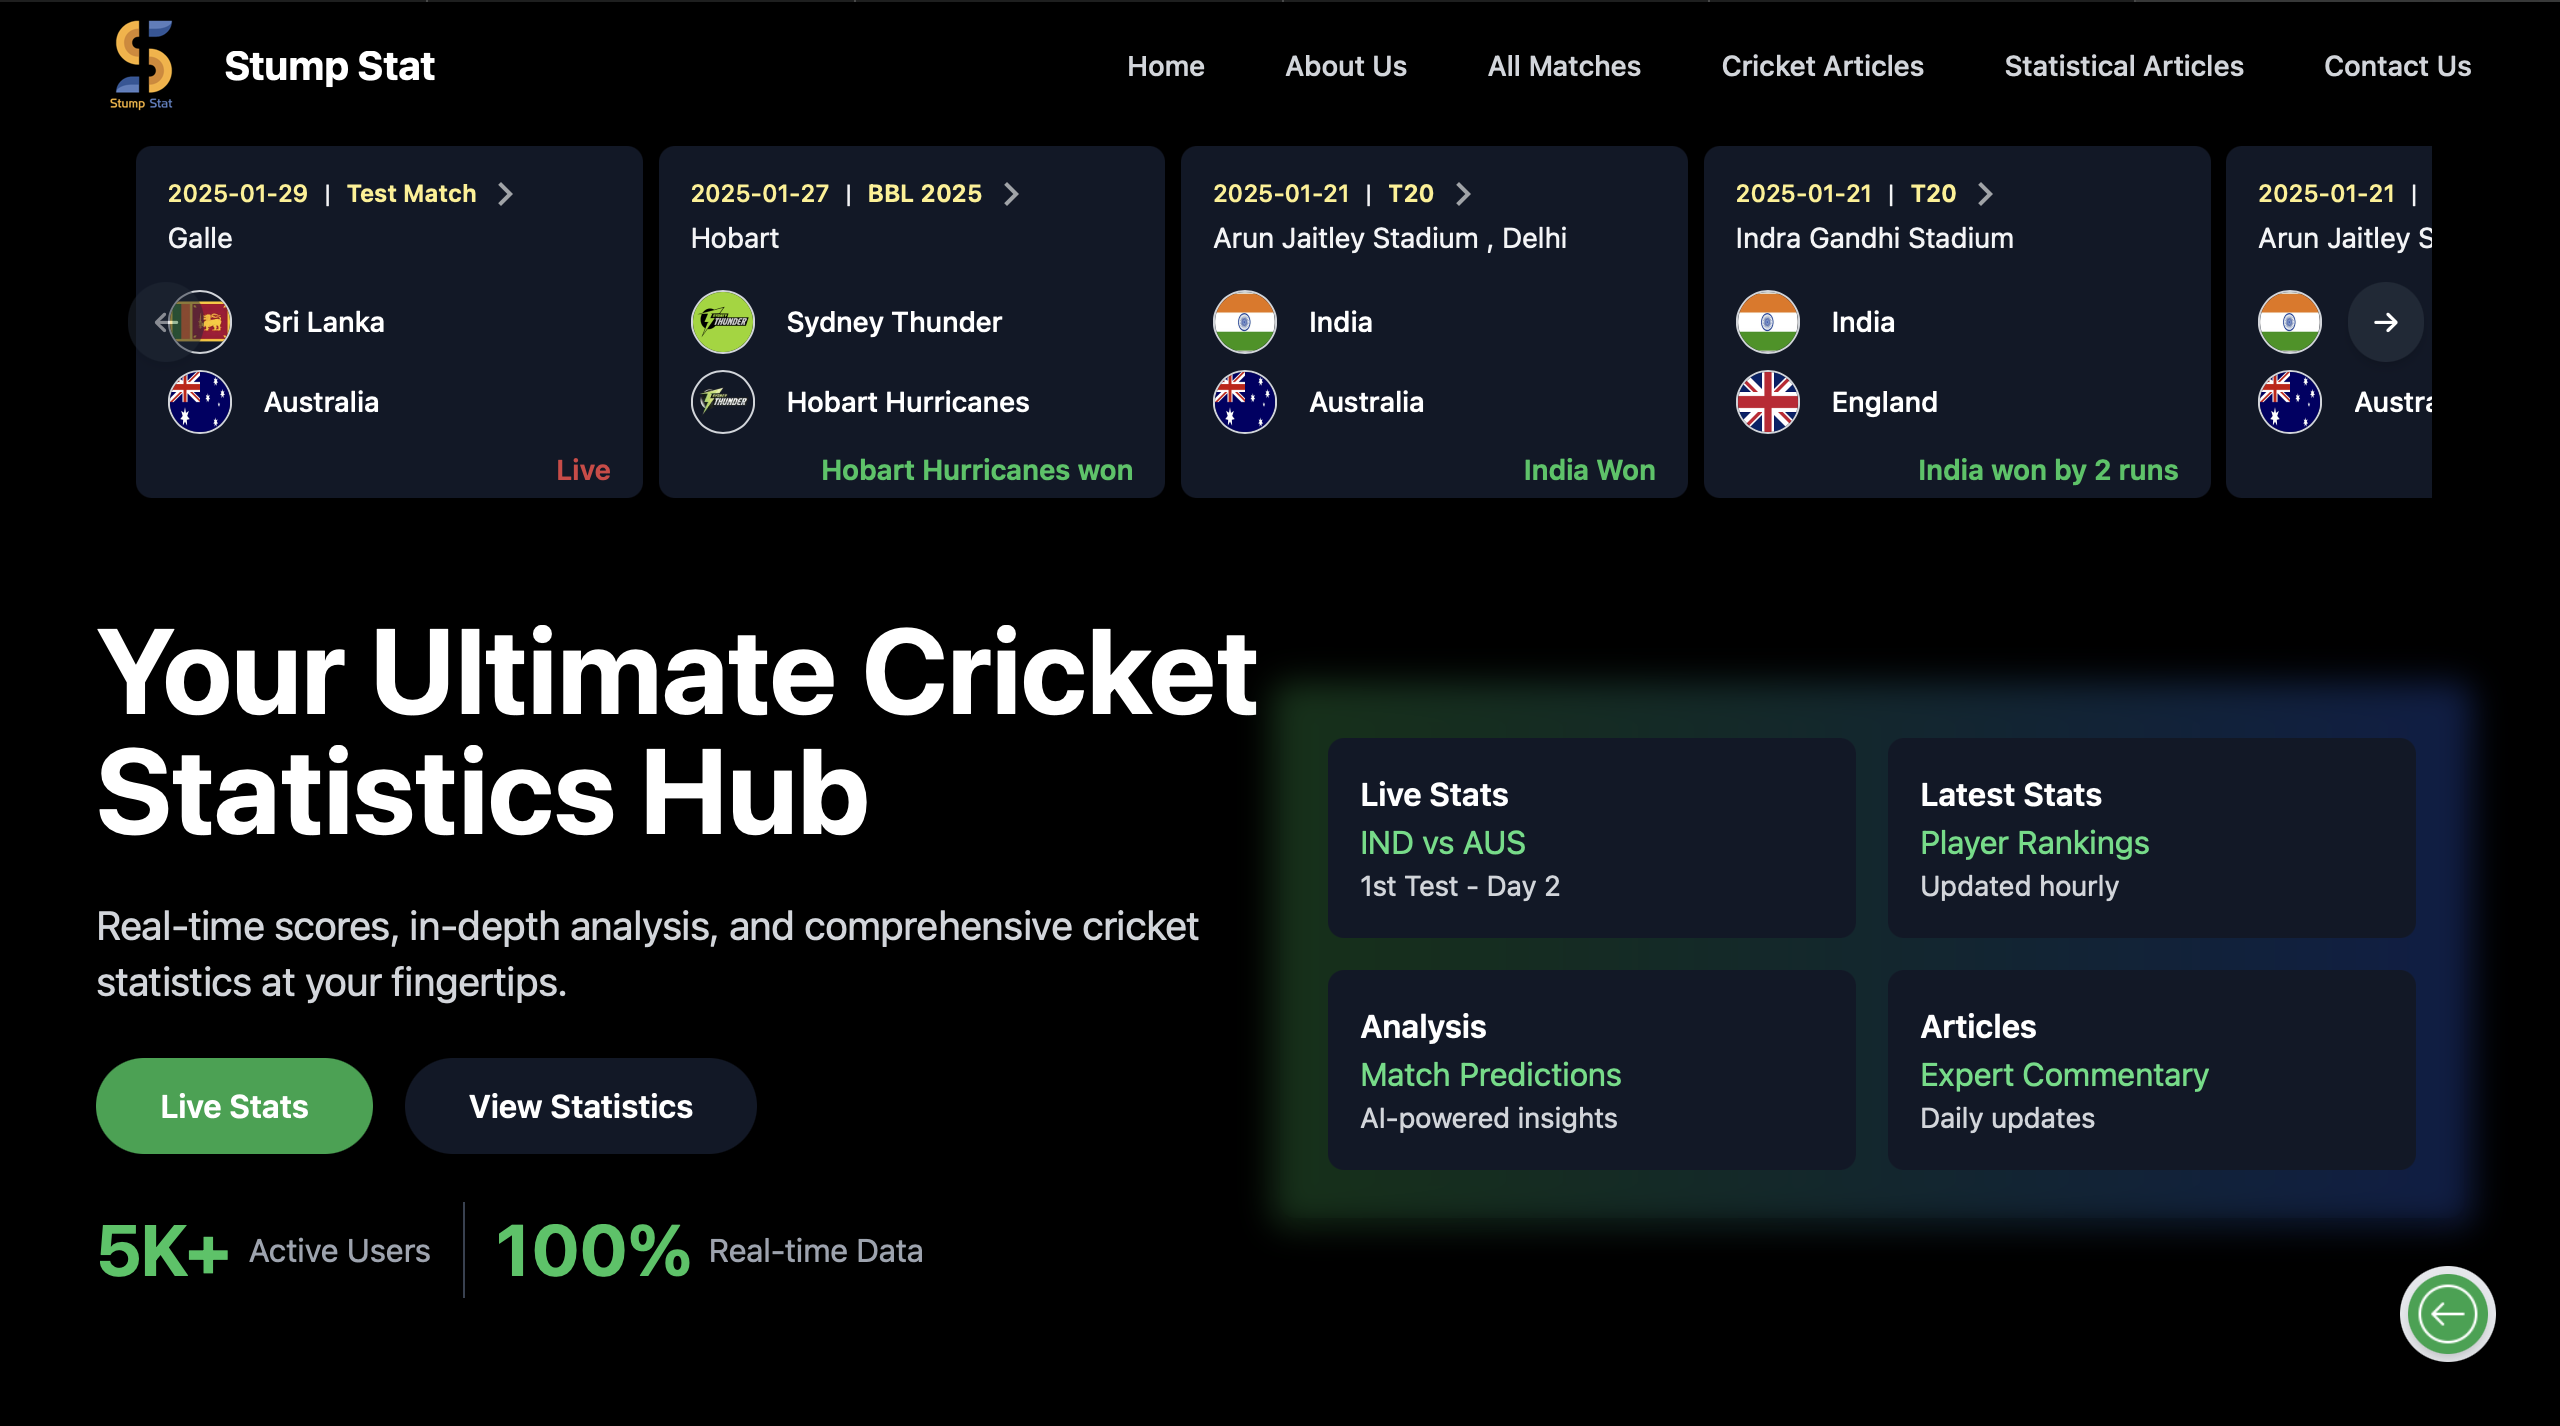 Stump Stat
Stump Stat
Home
About Us
All Matches
Cricket Articles
Statistical Articles
Contact Us
2025-01-29 | Test Match
Galle
Sri Lanka
Australia
Live
2025-01-27 | BBL 2025
Hobart
THUNDER
Sydney Thunder
THUNDER
Hobart Hurricanes
Hobart Hurricanes won
2025-01-21 | T20
Arun Jaitley Stadium , Delhi
India
Australia
India Won
2025-01-21 | T20
Indra Gandhi Stadium
India
England
India won by 2 runs
2025-01-21 |
Arun Jaitley S
Austra
Your Ultimate Cricket
Statistics Hub
Real-time scores, in-depth analysis, and comprehensive cricket
statistics at your fingertips.
Live Stats
View Statistics
5K+ Active Users
100% Real-time Data
Live Stats
IND vs AUS
1st Test - Day 2
Latest Stats
Player Rankings
Updated hourly
Analysis
Match Predictions
AI-powered insights
Articles
Expert Commentary
Daily updates